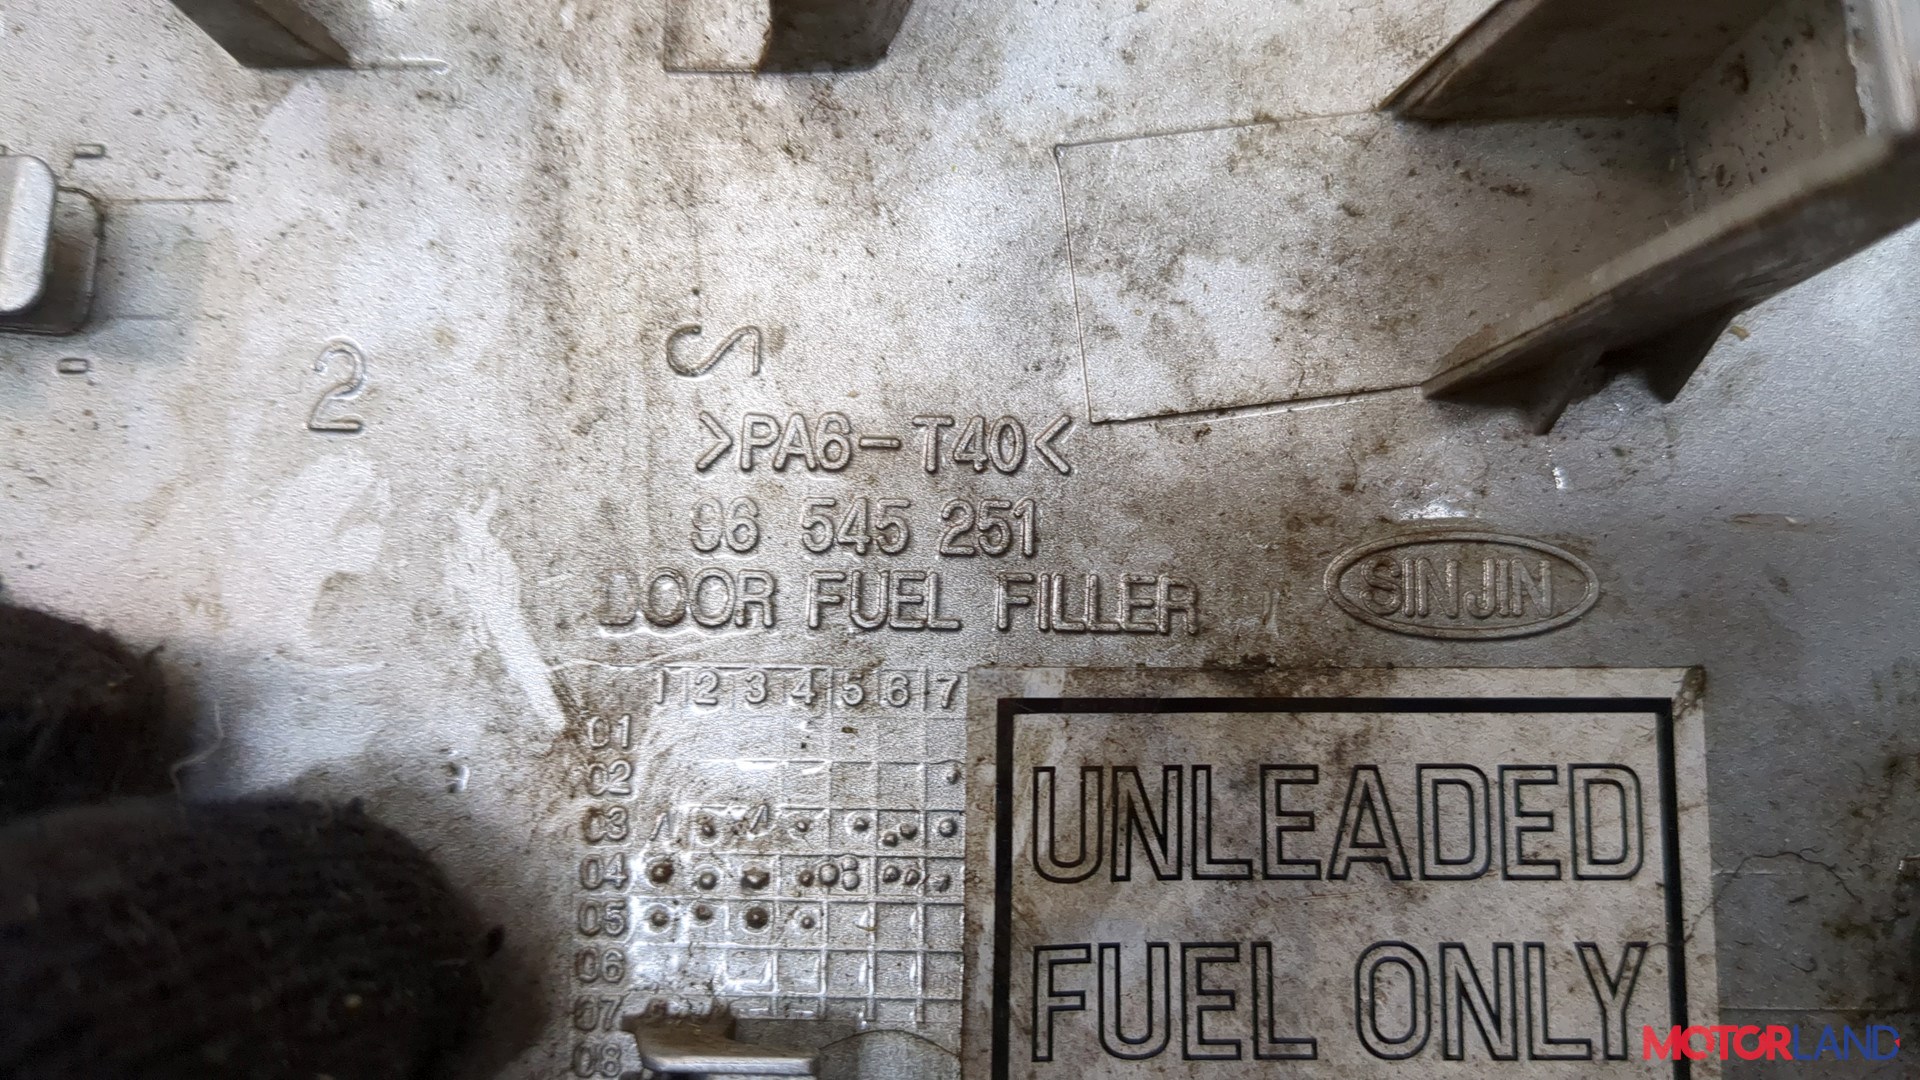 2
S
>PA6-T40<
96 545 251
DOOR FUEL FILLER
SINJIN
1 2 3 4 5 6 7
01
02
03
04
05
06
07
08
UNLEADED
FUEL ONLY
MOTORLAND